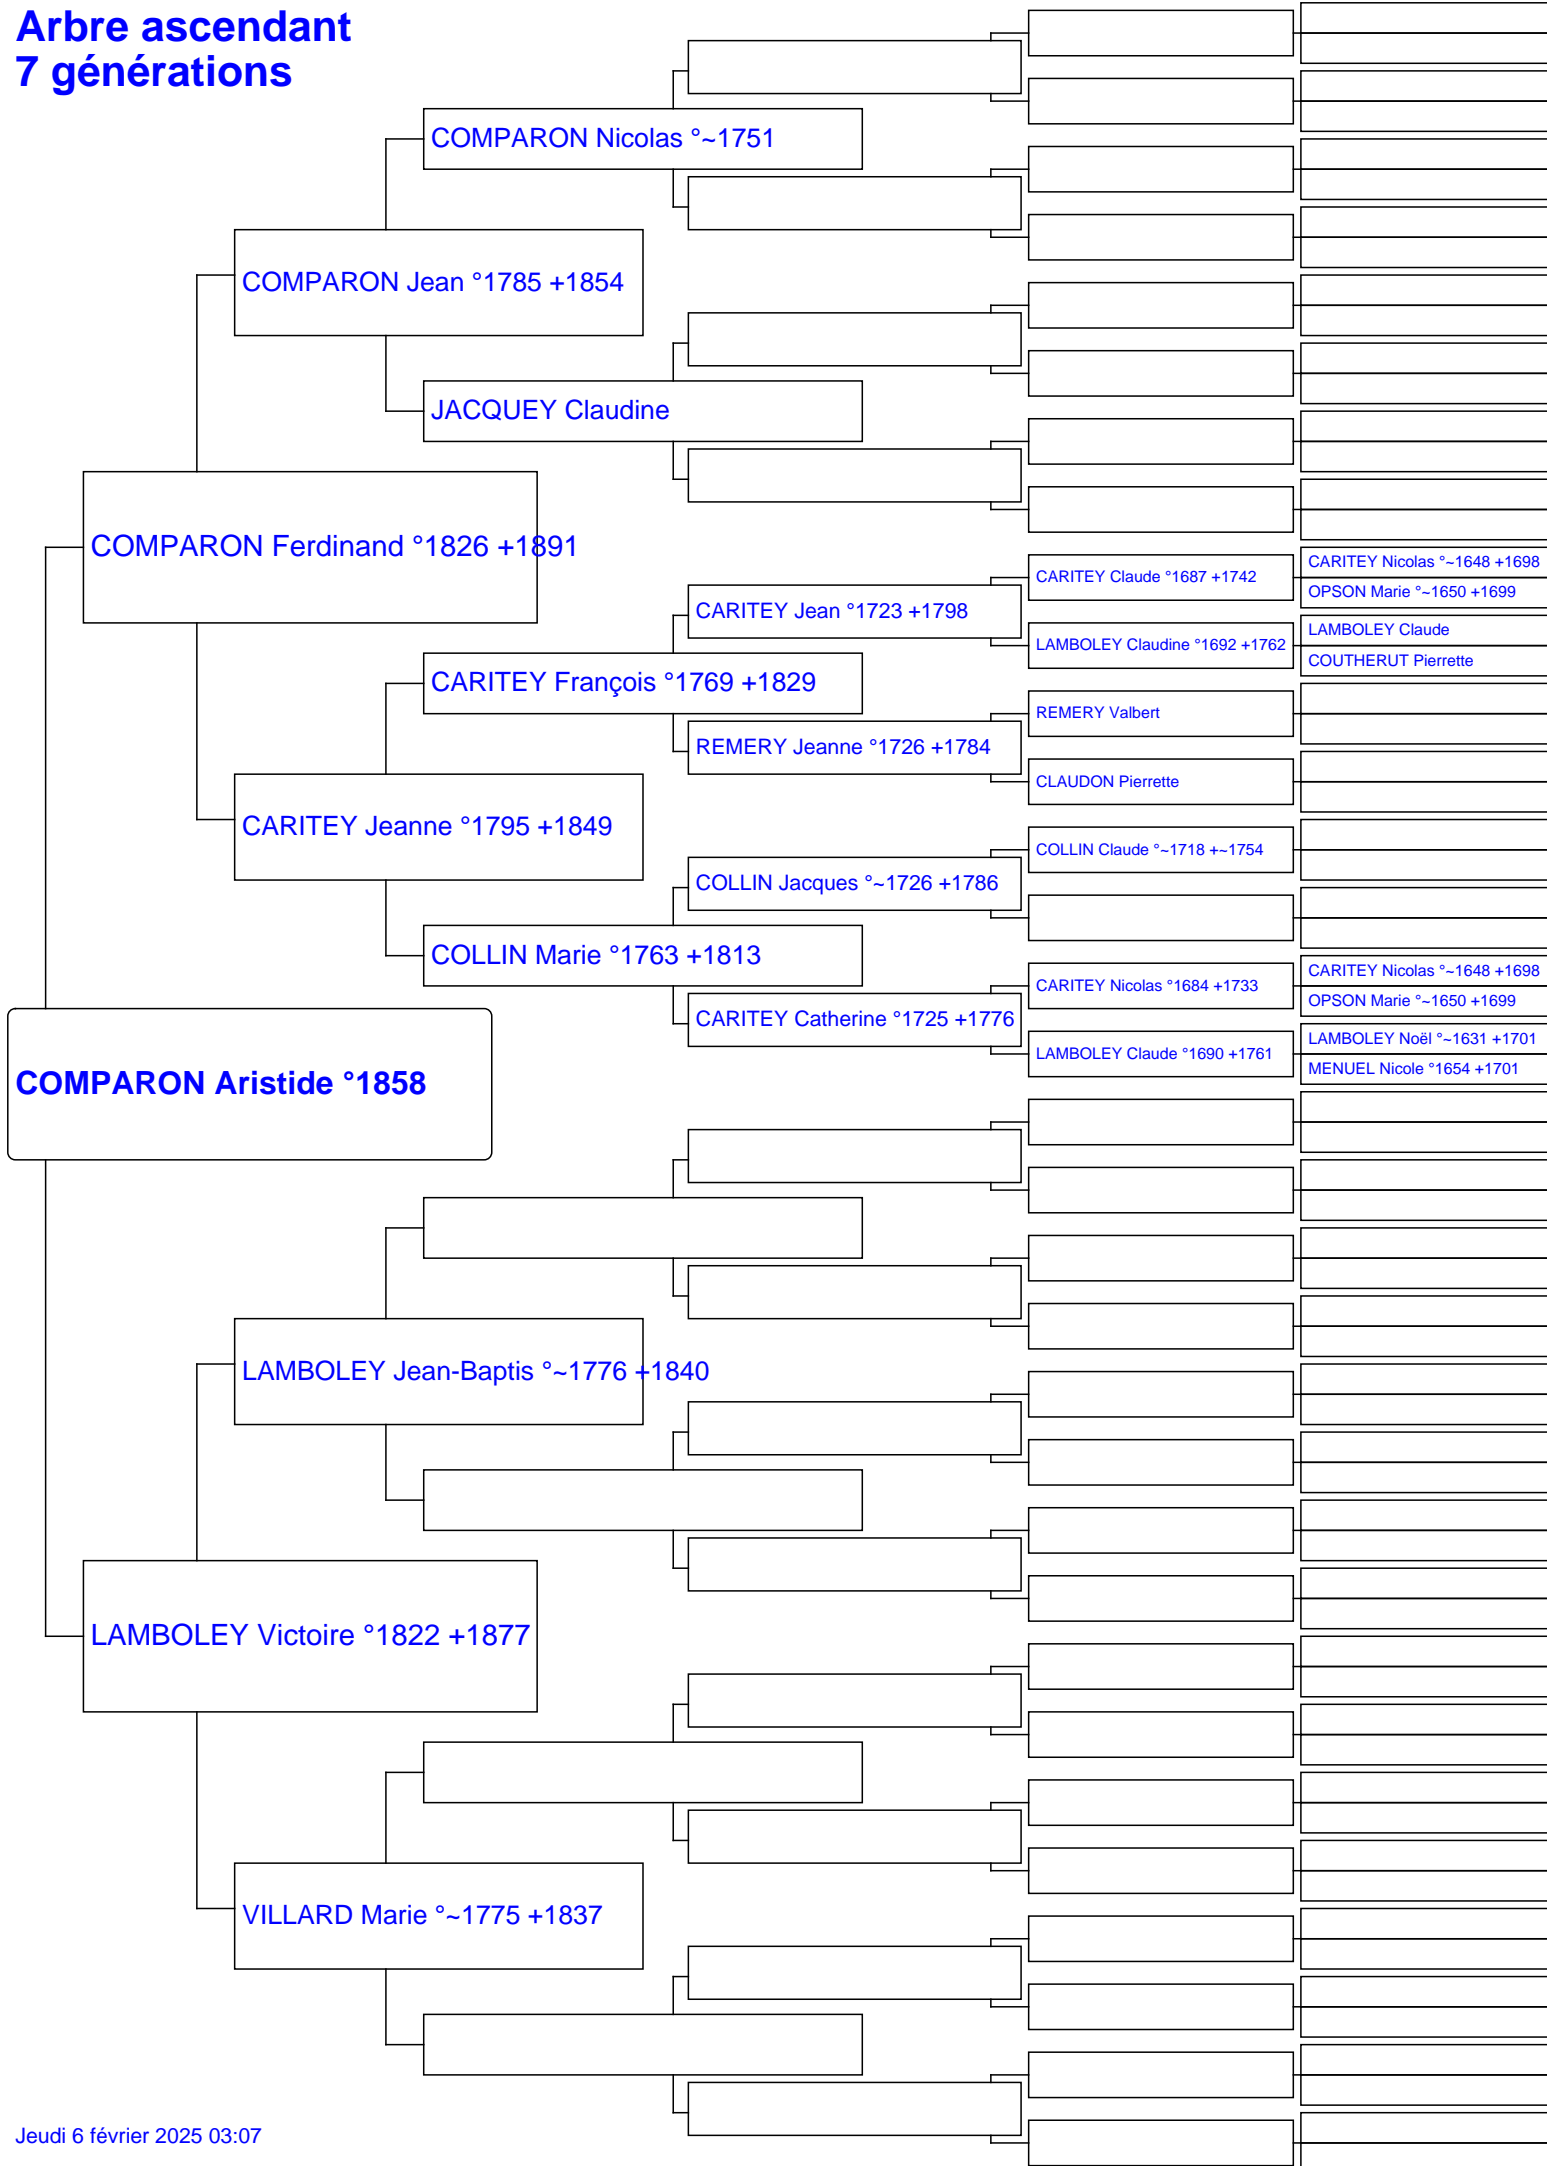 Arbre ascendant
7 générations
COMPARON Nicolas °~1751
COMPARON Jean °1785 +1854
JACQUEY Claudine
COMPARON Ferdinand °1826 +1891
CARITEY Nicolas °~1648 +1698
CARITEY Claude °1687 +1742
OPSON Marie °~1650 +1699
CARITEY Jean °1723 +1798
LAMBOLEY Claude
LAMBOLEY Claudine °1692 +1762
COUTHERUT Pierrette
CARITEY François °1769 +1829
REMERY Valbert
REMERY Jeanne °1726 +1784
CLAUDON Pierrette
CARITEY Jeanne °1795 +1849
COLLIN Claude °~1718 +~1754
COLLIN Jacques °~1726 +1786
COLLIN Marie °1763 +1813
CARITEY Nicolas °~1648 +1698
CARITEY Nicolas °1684 +1733
OPSON Marie °~1650 +1699
CARITEY Catherine °1725 +1776
LAMBOLEY Noël °~1631 +1701
LAMBOLEY Claude °1690 +1761
MENUEL Nicole °1654 +1701
COMPARON Aristide °1858
LAMBOLEY Jean-Baptis °~1776 +1840
LAMBOLEY Victoire °1822 +1877
VILLARD Marie °~1775 +1837
Jeudi 6 février 2025 03:07